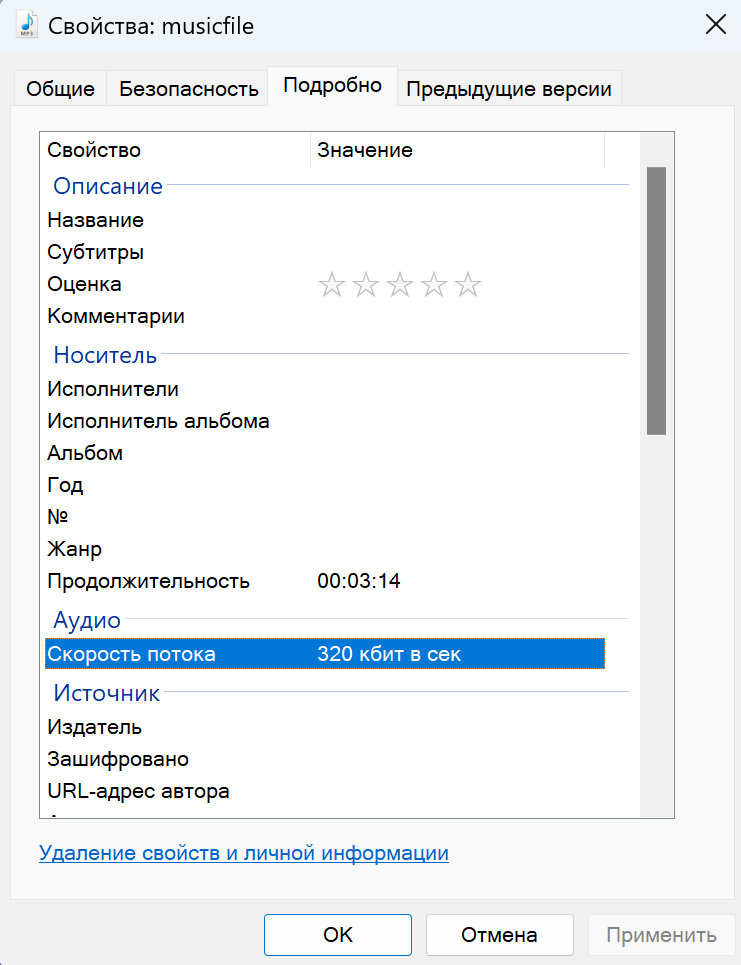 MP3
Свойства: musicfile
Общие Безопасность Подробно Предыдущие версии
Свойство Значение
Описание
Название
Субтитры
Оценка
Комментарии
Носитель
Исполнители
Исполнитель альбома
Альбом
Год
№
Жанр
Продолжительность 00:03:14
Аудио
Скорость потока 320 кбит в сек
Источник
Издатель
Зашифровано
URL-адрес автора
Удаление свойств и личной информации
OK Отмена Применить